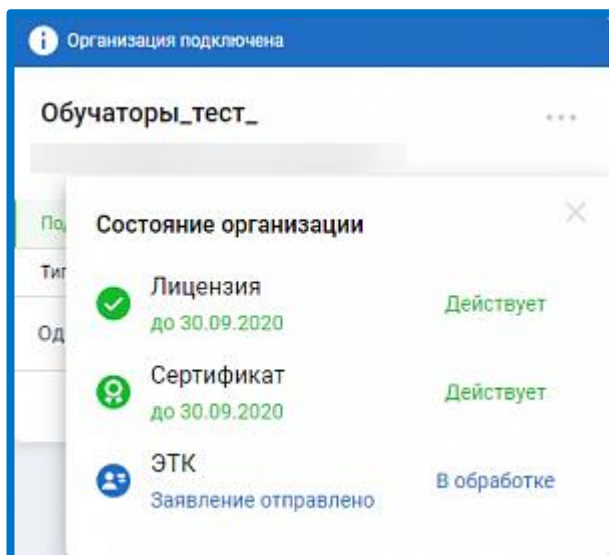 Организация подключена
Обучаторы_тест_
Состояние организации
Лицензия
до 30.09.2020
Действует
Сертификат
до 30.09.2020
Действует
ЭТК
Заявление отправлено
В обработке